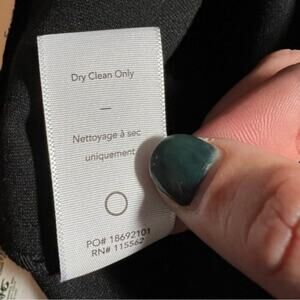 Dry Clean Only
—
Nettoyage à sec
uniquement
PO# 18692101
RN# 115562